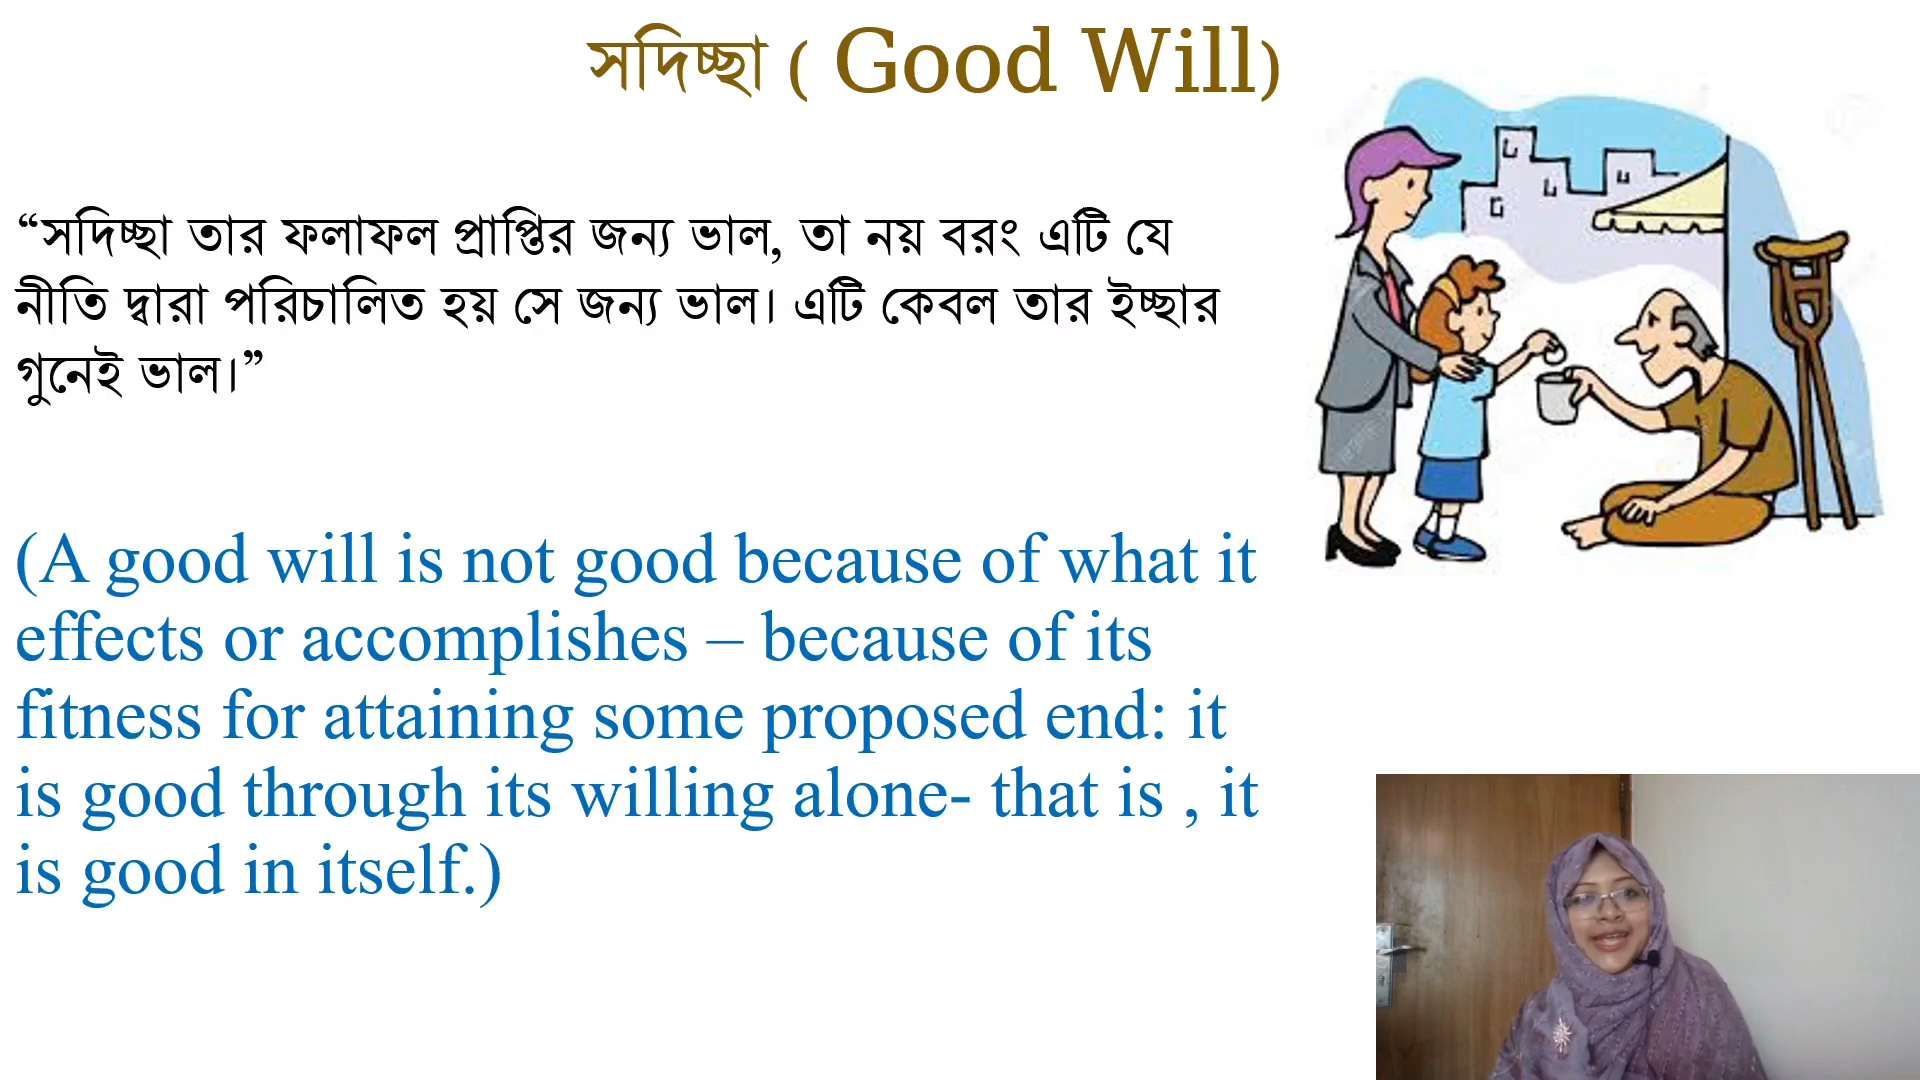 সদিচ্ছা ( Good Will)
“সদিচ্ছা তার ফলাফল প্রাপ্তির জন্য ভাল, তা নয় বরং এটি যে
নীতি দ্বারা পরিচালিত হয় সে জন্য ভাল। এটি কেবল তার ইচ্ছার
গুনেই ভাল।”
(A good will is not good because of what it
effects or accomplishes – because of its
fitness for attaining some proposed end: it
is good through its willing alone- that is , it
is good in itself.)